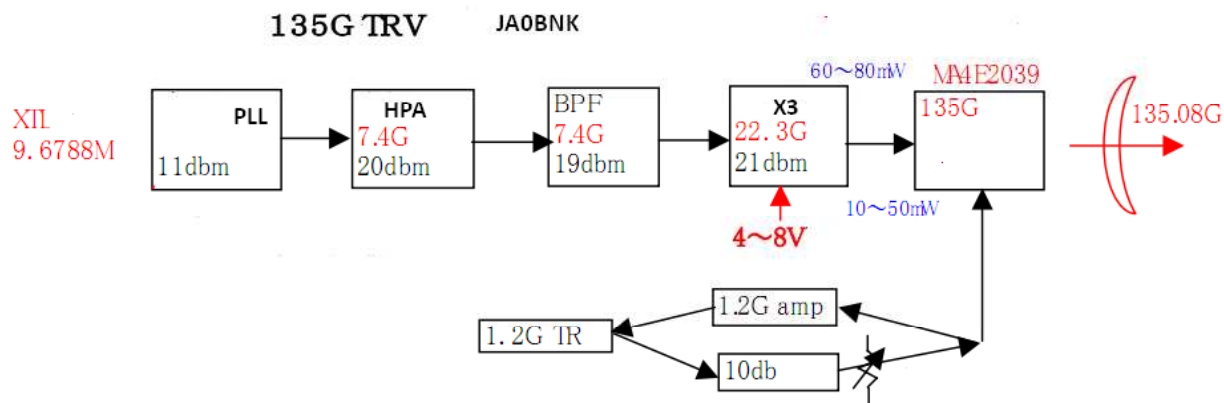 135G TRV JA0BNK
60～80mW
MA4E2039
XTL
9.6788M
PLL
11dbm
HPA
7.4G
20dbm
BPF
7.4G
19dbm
X3
22.3G
21dbm
135G
135.08G
10～50mW
4～8V
1.2G amp
1.2G TR
10db